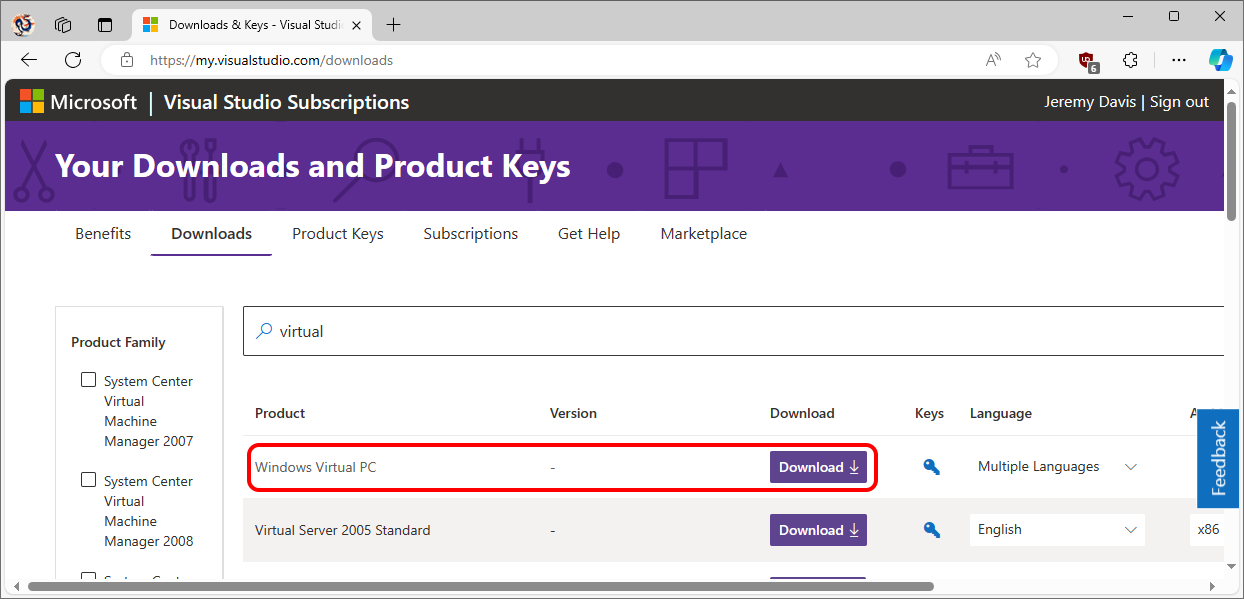 Downloads & Keys - Visual Studi
https://my.visualstudio.com/downloads
6
Microsoft | Visual Studio Subscriptions
Jeremy Davis | Sign out
Your Downloads and Product Keys
Benefits Downloads Product Keys Subscriptions Get Help Marketplace
Product Family
System Center
Virtual
Machine
Manager 2007
System Center
Virtual
Machine
Manager 2008
virtual
Product Version Download Keys Language
Windows Virtual PC - Download Multiple Languages
Virtual Server 2005 Standard - Download English x86
Feedback